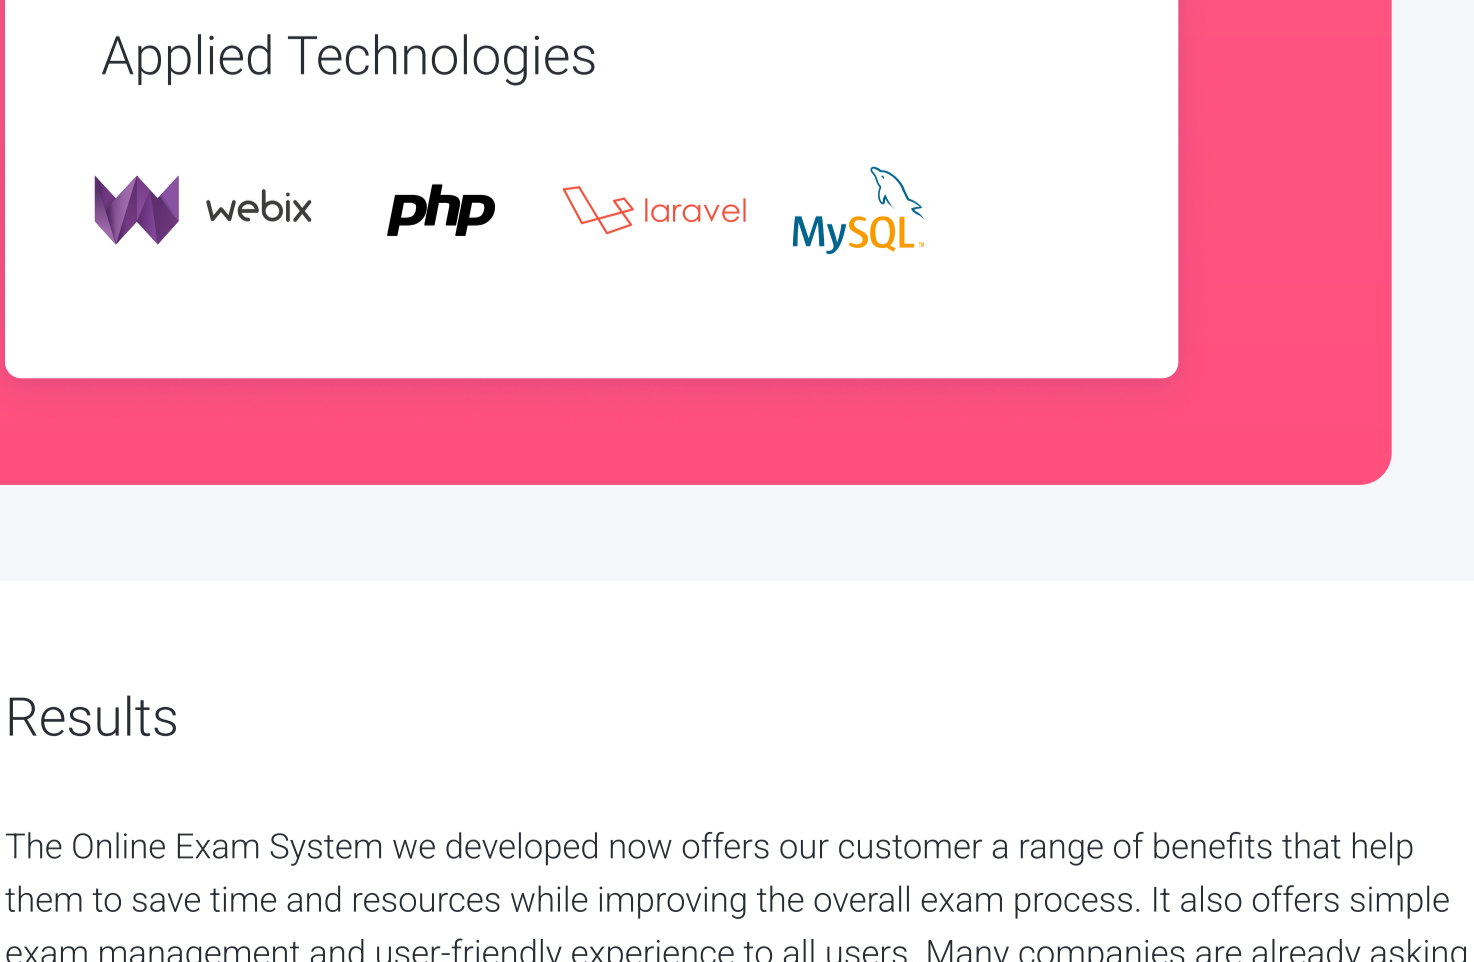 Applied Technologies
webix php laravel MySQL™
Results
The Online Exam System we developed now offers our customer a range of benefits that help
them to save time and resources while improving the overall exam process. It also offers simple
exam management and user-friendly experience to all users. Many companies are already asking